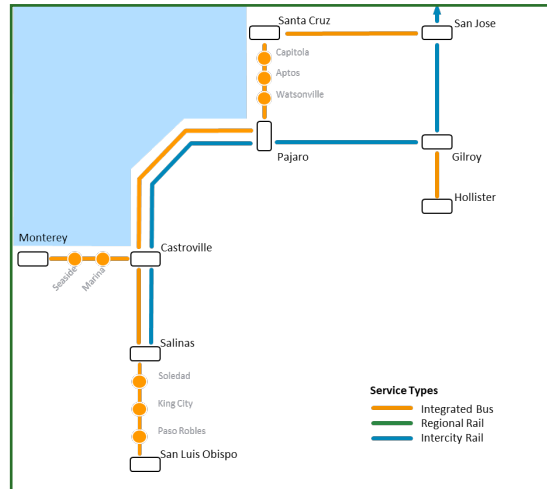 Santa Cruz
San Jose
Capitola
Aptos
Watsonville
Pajaro
Gilroy
Hollister
Monterey
Castroville
Seaside
Marina
Salinas
Soledad
King City
Paso Robles
San Luis Obispo
Service Types
Integrated Bus
Regional Rail
Intercity Rail